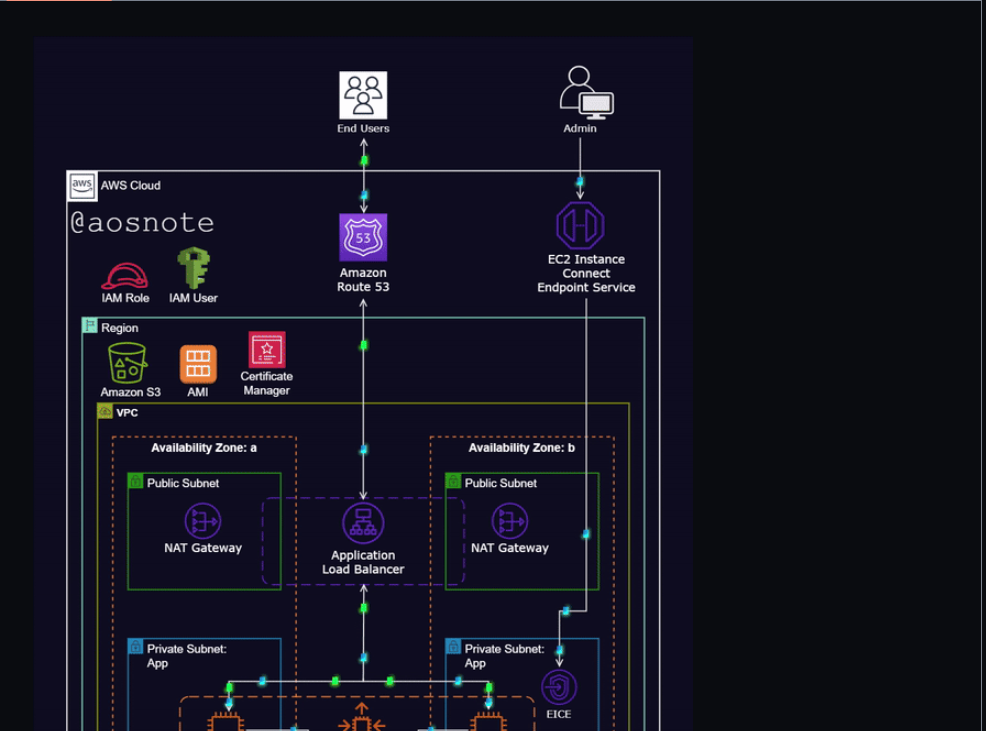 End Users
Admin
aws
AWS Cloud
@aosnote
53
Amazon
Route 53
EC2 Instance
Connect
Endpoint Service
IAM Role
IAM User
Region
Amazon S3
AMI
Certificate
Manager
VPC
Availability Zone: a
Availability Zone: b
Public Subnet
Public Subnet
NAT Gateway
Application
Load Balancer
NAT Gateway
Private Subnet:
App
Private Subnet:
App
EICE